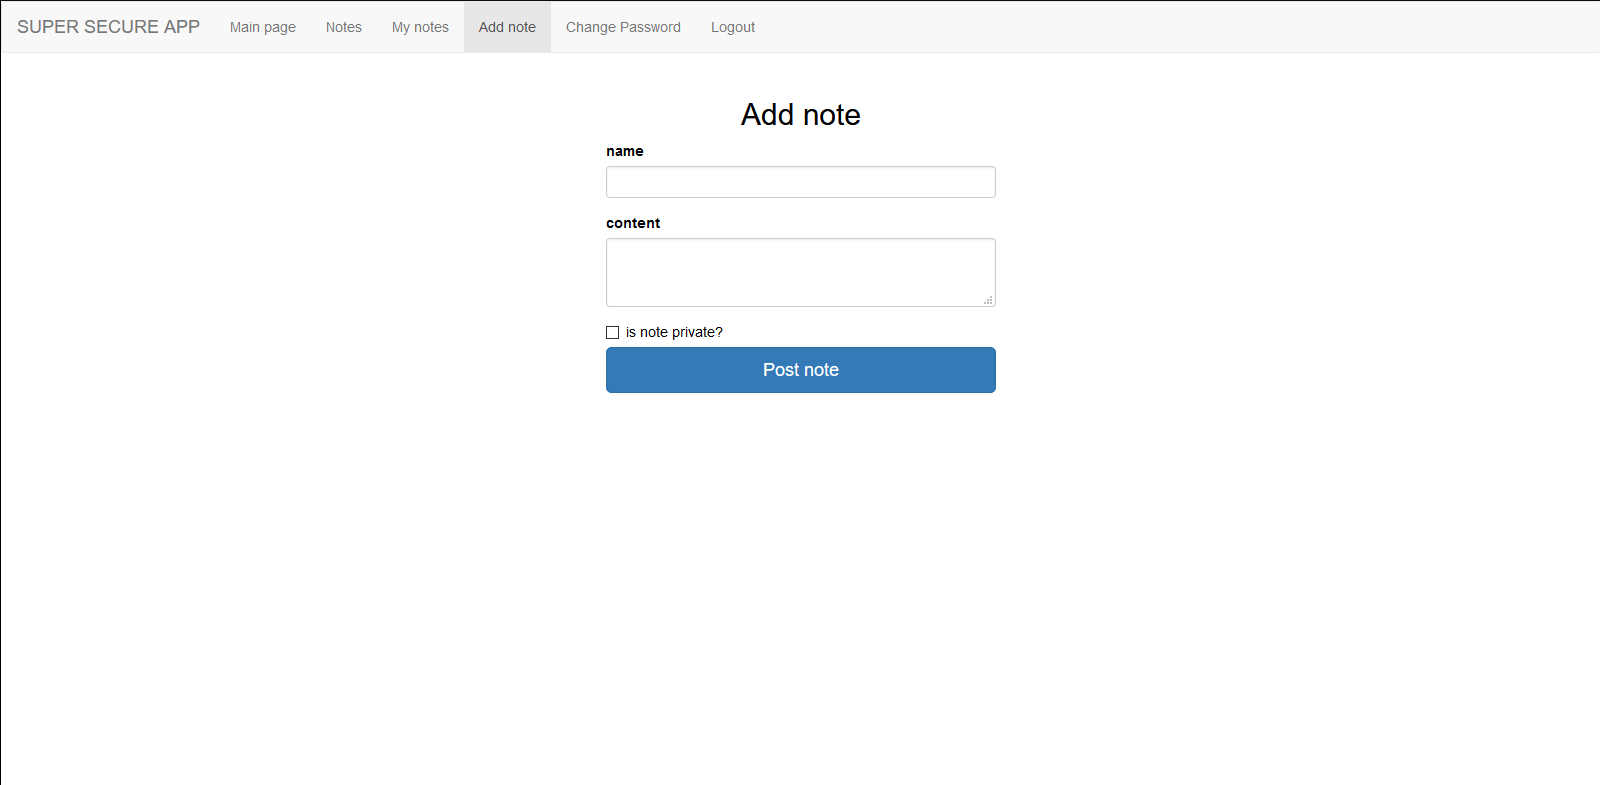 SUPER SECURE APP Main page Notes My notes Add note Change Password Logout
Add note
name
content
is note private?
Post note